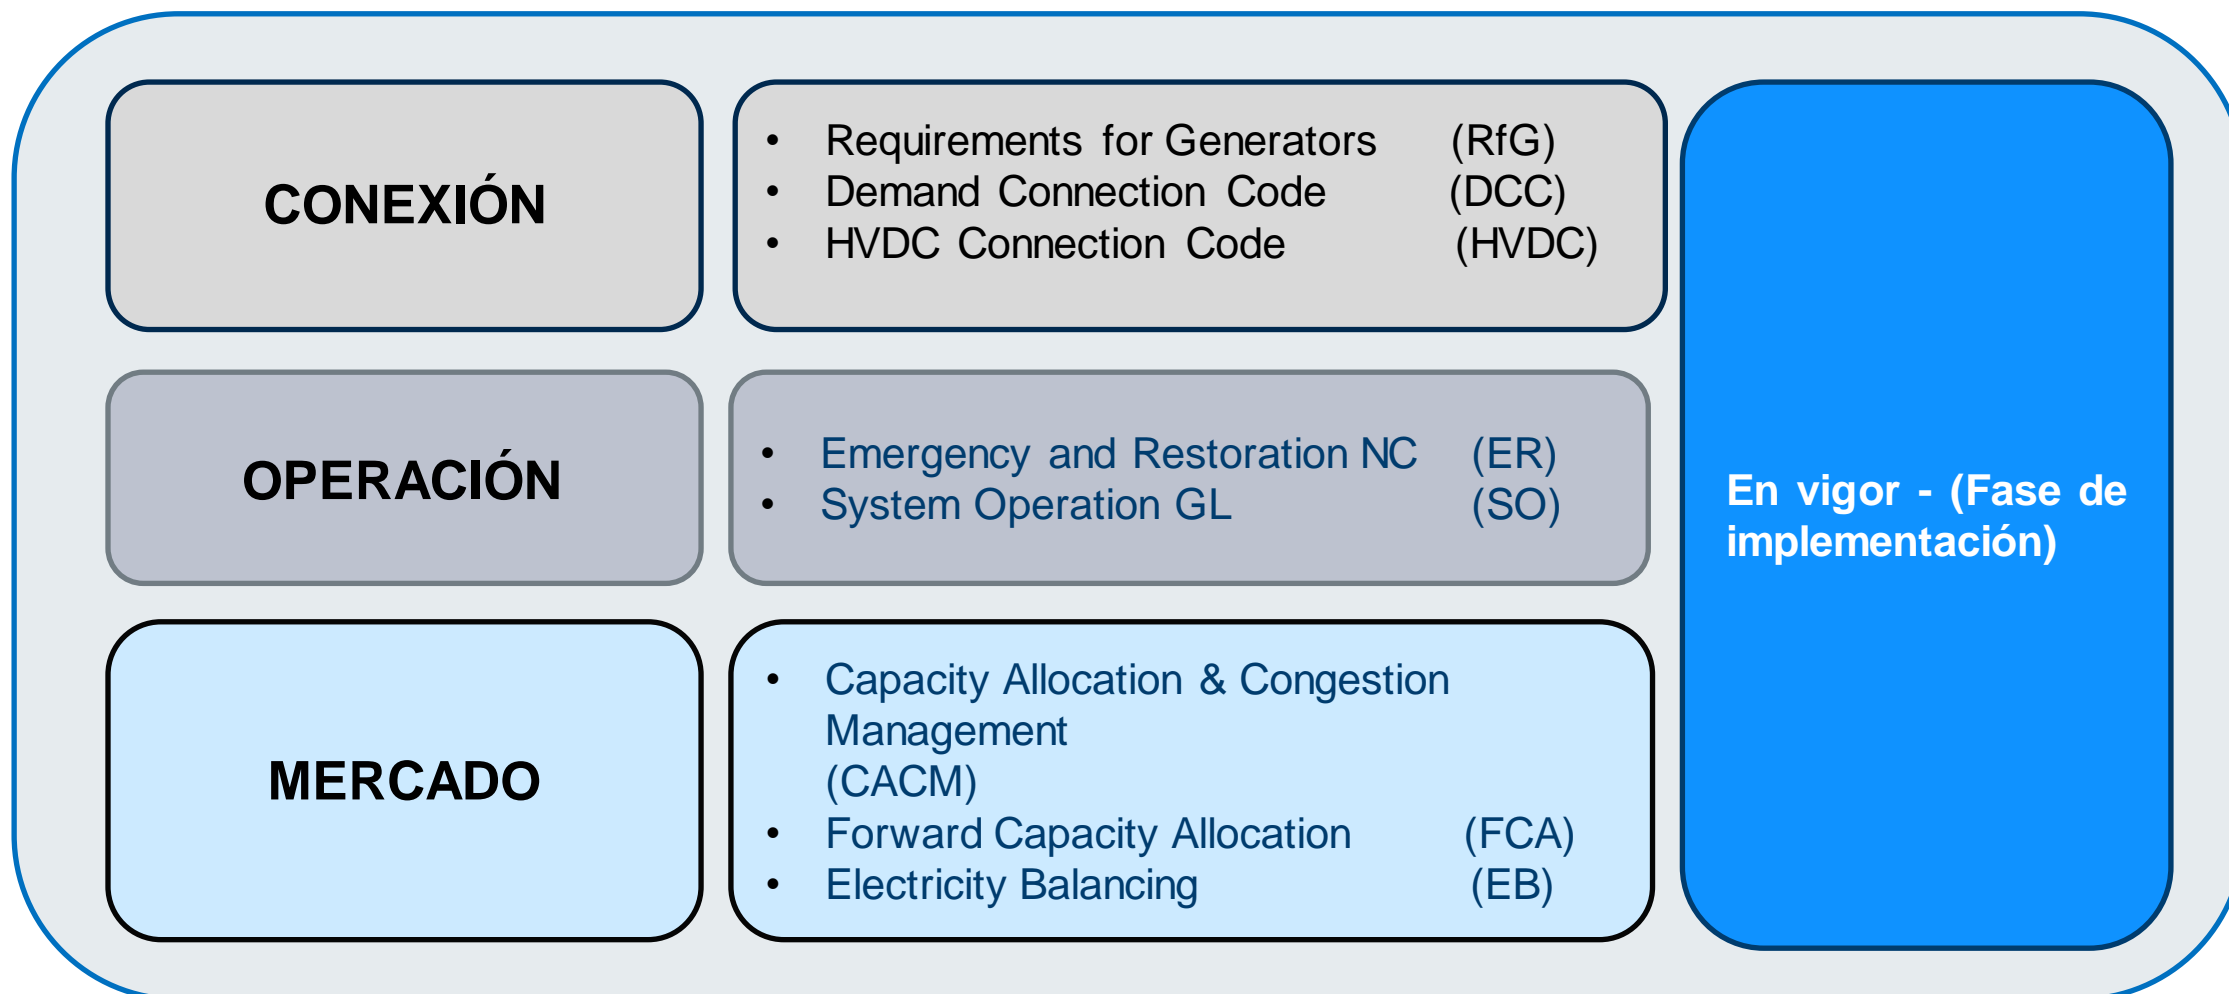 CONEXIÓN
• Requirements for Generators (RfG)
• Demand Connection Code (DCC)
• HVDC Connection Code (HVDC)
OPERACIÓN
• Emergency and Restoration NC (ER)
• System Operation GL (SO)
MERCADO
• Capacity Allocation & Congestion
Management
(CACM)
• Forward Capacity Allocation (FCA)
• Electricity Balancing (EB)
En vigor - (Fase de
implementación)